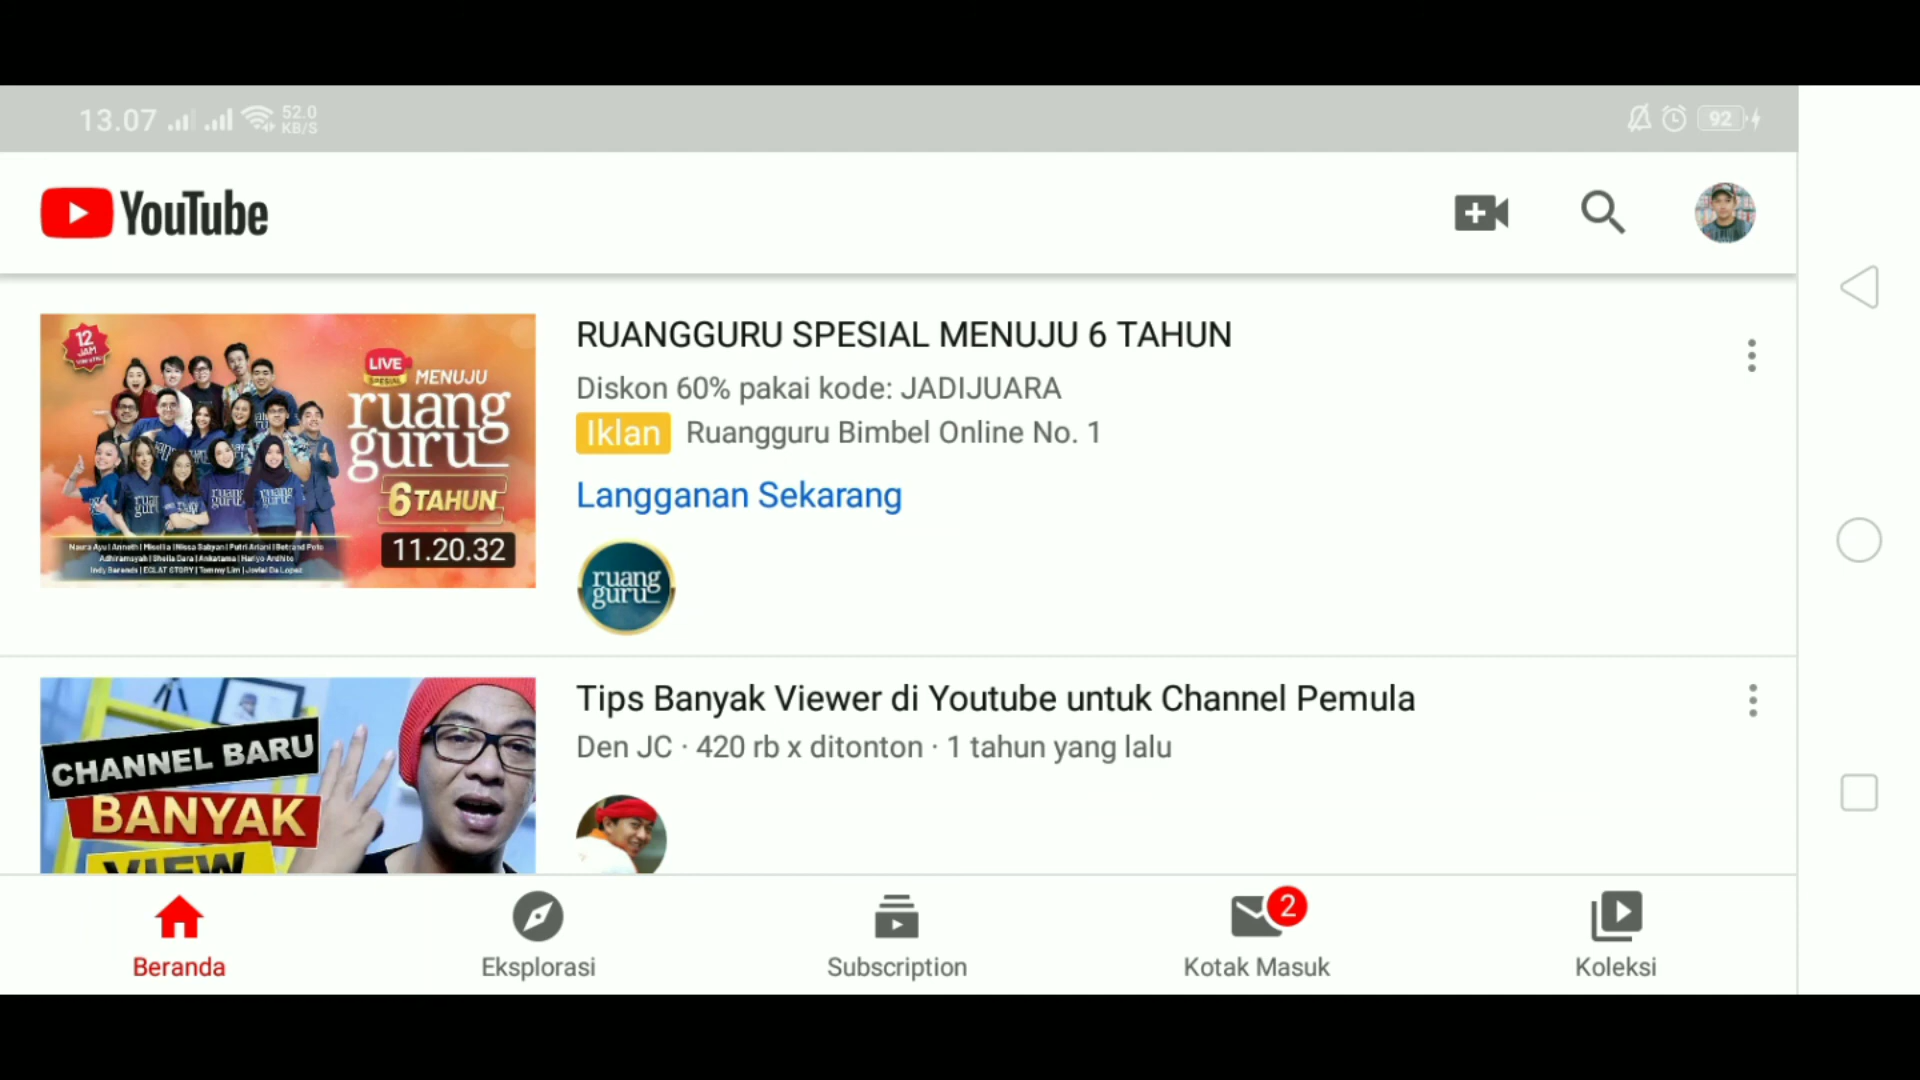 13.07
52.0
KB/S
92
YouTube
12
JAM
LIVE
SPESIAL
MENUJU
ruang
guru
6 TAHUN
11.20.32
RUANGGURU SPESIAL MENUJU 6 TAHUN
Diskon 60% pakai kode: JADIJUARA
Iklan Ruangguru Bimbel Online No. 1
Langganan Sekarang
ruang
guru
CHANNEL BARU
BANYAK
VIEW
Tips Banyak Viewer di Youtube untuk Channel Pemula
Den JC · 420 rb x ditonton · 1 tahun yang lalu
2
Beranda
Eksplorasi
Subscription
Kotak Masuk
Koleksi